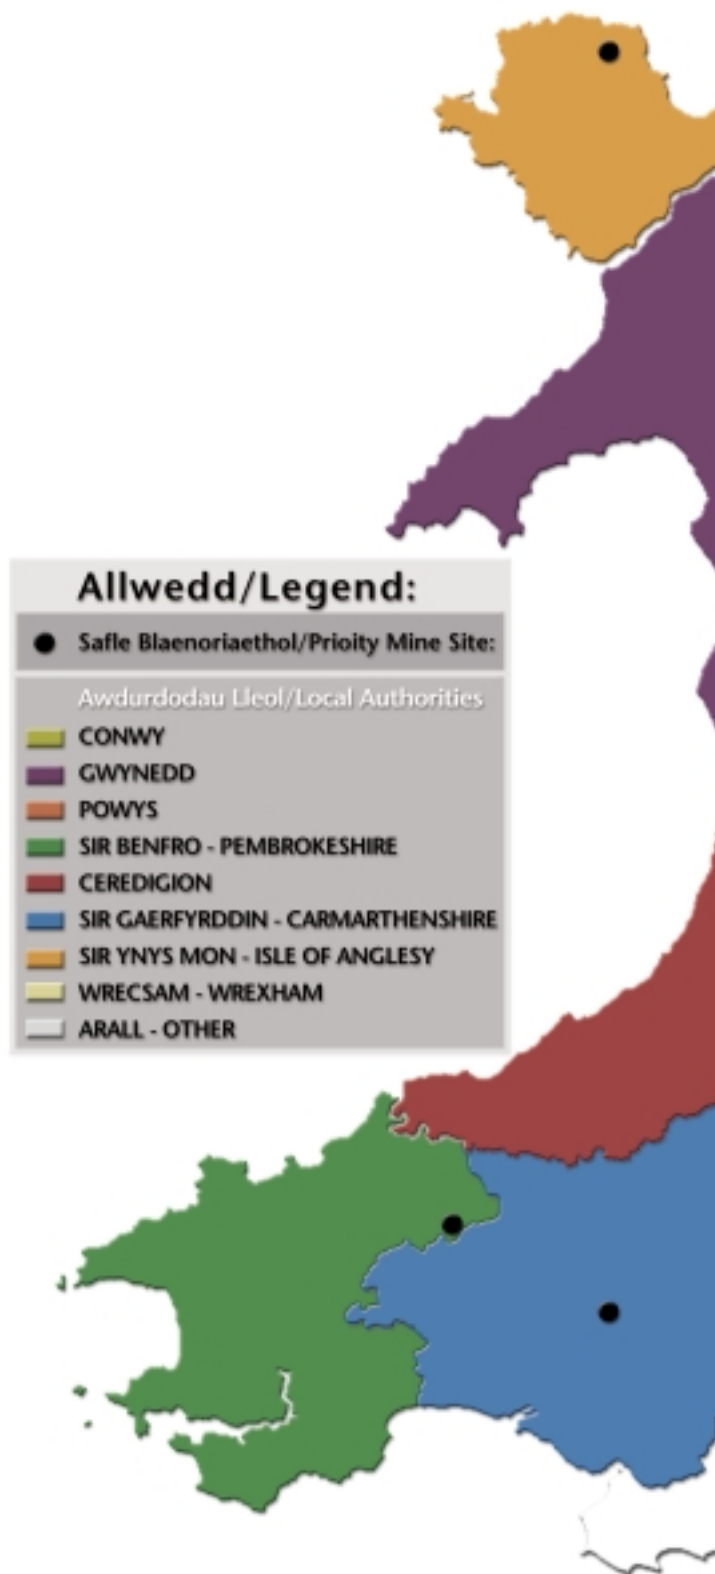 Allwedd/Legend:
Safle Blaenoriaethol/Prioity Mine Site:
Awdurdodau Lleol/Local Authorities
CONWY
GWYNEDD
POWYS
SIR BENFRO - PEMBROKESHIRE
CEREDIGION
SIR GAERFYRDDIN - CARMARTHENSHIRE
SIR YNYS MON - ISLE OF ANGLESY
WRECSAM - WREXHAM
ARALL - OTHER